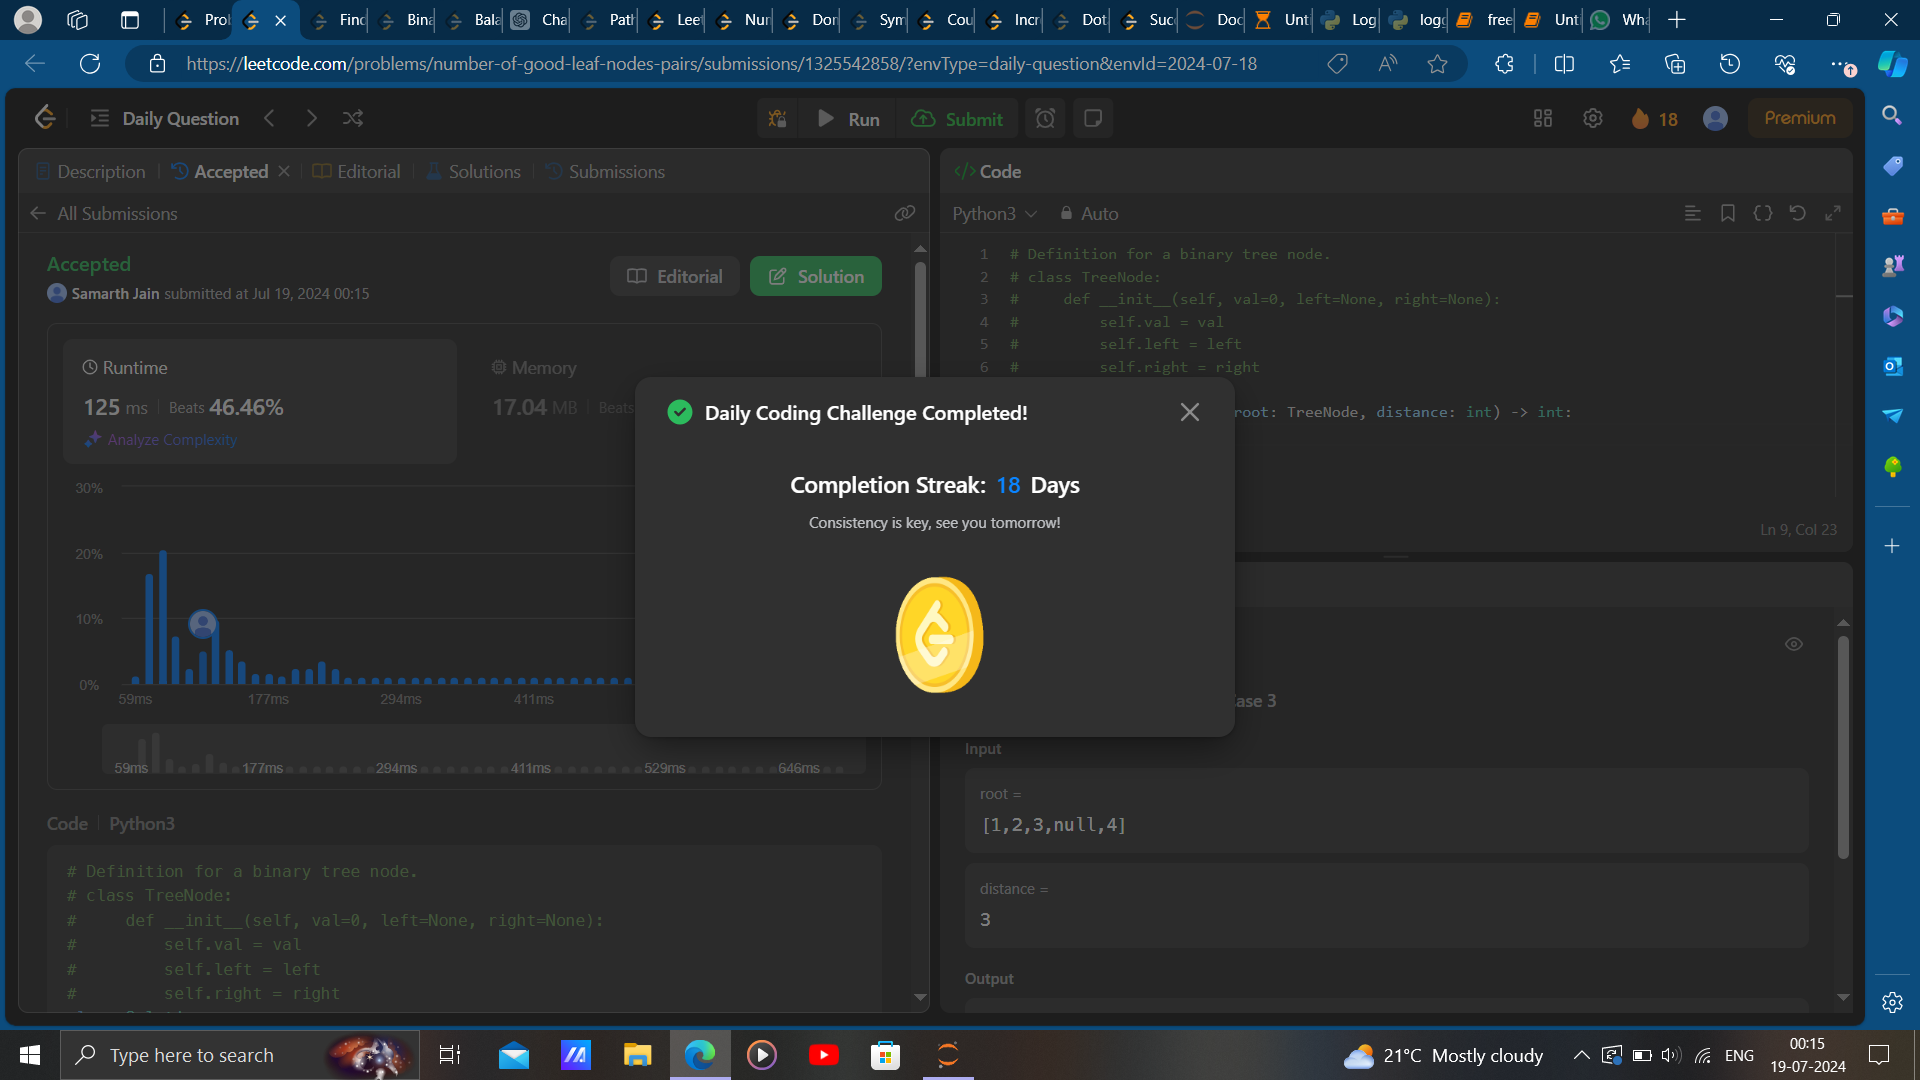 Prol
Find
Bina
Bala
Cha
Path
Leet
Nur
Don
Sym
Cou
Incr
Dota
Succ
Doc
Unti
Log
logg
free
Unt
Wha
https://leetcode.com/problems/number-of-good-leaf-nodes-pairs/submissions/1325542858/?envType=daily-question&envId=2024-07-18
Daily Question
Run
Submit
18
Premium
Description
Accepted
Editorial
Solutions
Submissions
All Submissions
Accepted
Samarth Jain submitted at Jul 19, 2024 00:15
Editorial
Solution
Runtime
125 ms
Beats 46.46%
Analyze Complexity
Memory
17.04 MB
Beats
30%
20%
10%
0%
59ms
177ms
294ms
411ms
59ms
177ms
294ms
411ms
529ms
646ms
Code
Python3
# Definition for a binary tree node.
# class TreeNode:
#     def __init__(self, val=0, left=None, right=None):
#         self.val = val
#         self.left = left
#         self.right = right
Daily Coding Challenge Completed!
Completion Streak: 18 Days
Consistency is key, see you tomorrow!
Code
Python3
Auto
1 # Definition for a binary tree node.
2 # class TreeNode:
3 #     def __init__(self, val=0, left=None, right=None):
4 #         self.val = val
5 #         self.left = left
6 #         self.right = right
root: TreeNode, distance: int) -> int:
Ln 9, Col 23
ase 3
Input
root =
[1,2,3,null,4]
distance =
3
Output
Type here to search
21°C Mostly cloudy
ENG
00:15
19-07-2024